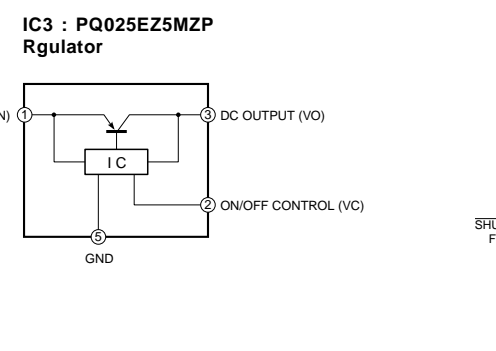 IC3 : PQ025EZ5MZP
Rgulator
1
3 DC OUTPUT (VO)
I C
2 ON/OFF CONTROL (VC)
5
GND